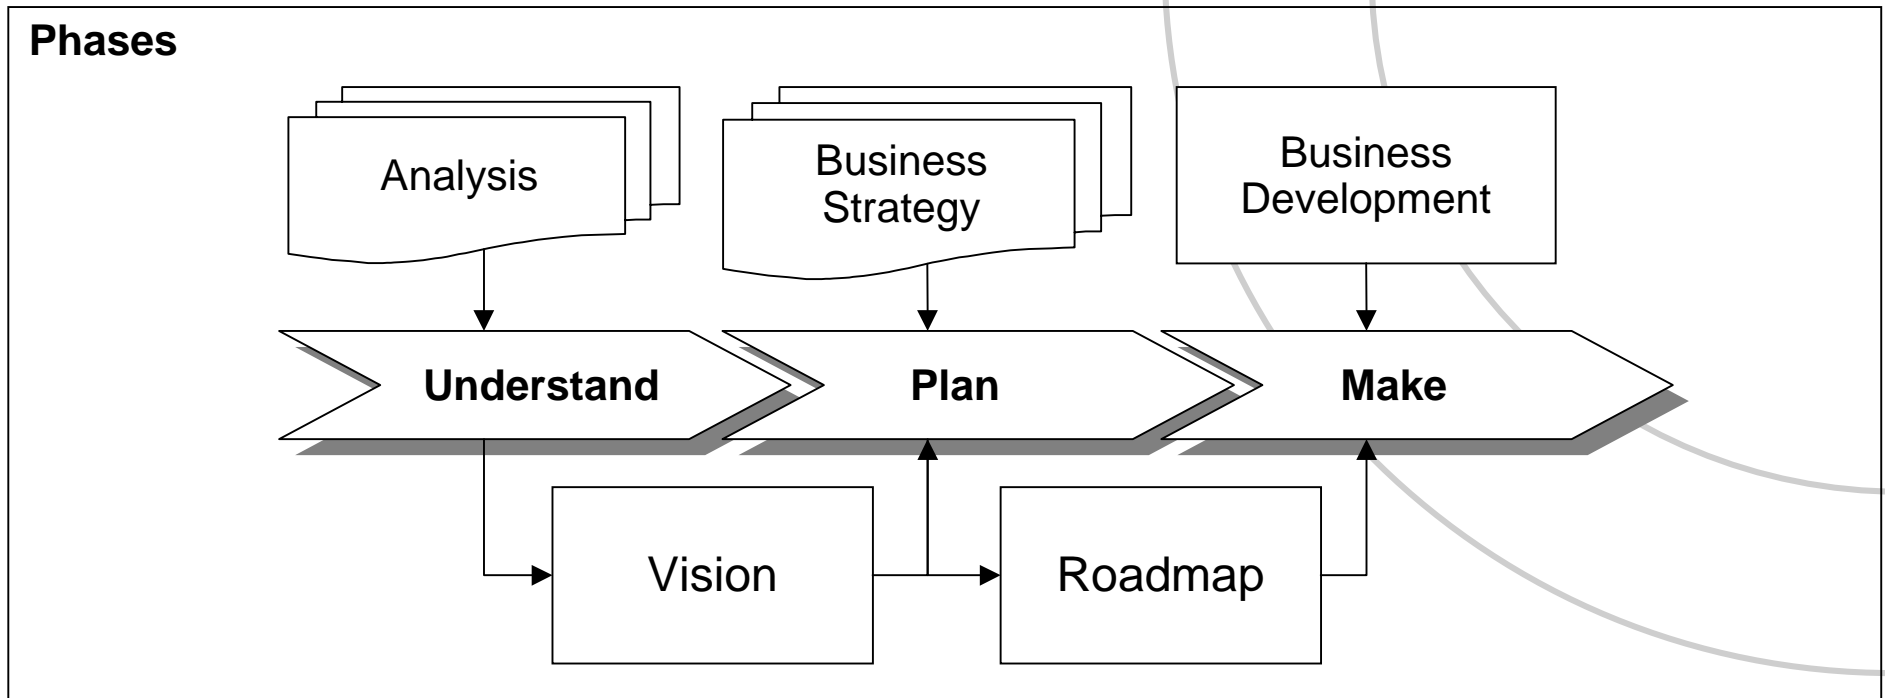 Phases
Analysis
Business
Strategy
Business
Development
Understand
Plan
Make
Vision
Roadmap